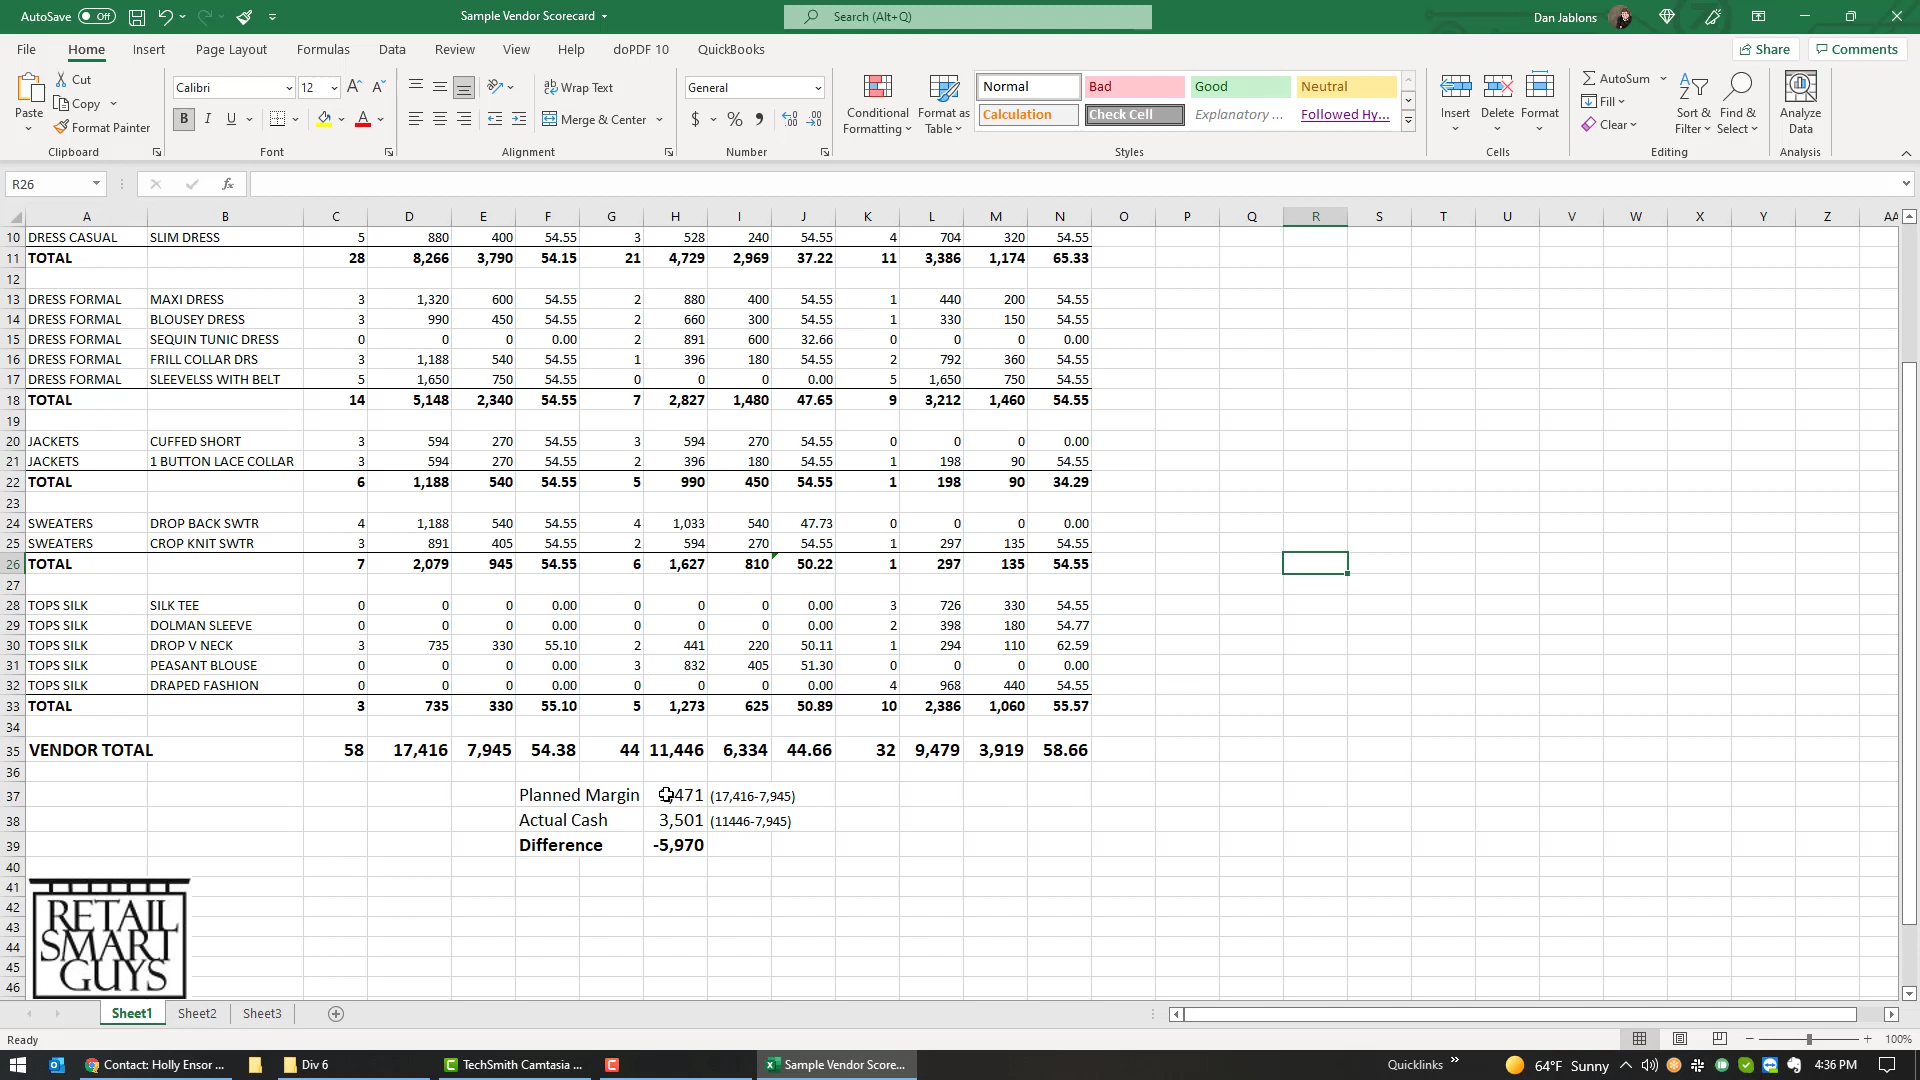 AutoSave Off Sample Vendor Scorecard Search (Alt+Q) Dan Jablons
File Home Insert Page Layout Formulas Data Review View Help doPDF 10 QuickBooks Share Comments
Paste Cut Copy Format Painter Clipboard
Calibri 12 B I U Font
Wrap Text Merge & Center Alignment
General $ % Number
Conditional Formatting Format as Table Normal Bad Good Neutral Calculation Check Cell Explanatory ... Followed Hy... Styles
Insert Delete Format Cells
AutoSum Fill Clear Sort & Filter Find & Select Editing
Analyze Data Analysis
R26 fx
A B C D E F G H I J K L M N O P Q R S T U V W X Y Z AA
10 DRESS CASUAL SLIM DRESS 5 880 400 54.55 3 528 240 54.55 4 704 320 54.55
11 TOTAL 28 8,266 3,790 54.15 21 4,729 2,969 37.22 11 3,386 1,174 65.33
12
13 DRESS FORMAL MAXI DRESS 3 1,320 600 54.55 2 880 400 54.55 1 440 200 54.55
14 DRESS FORMAL BLOUSEY DRESS 3 990 450 54.55 2 660 300 54.55 1 330 150 54.55
15 DRESS FORMAL SEQUIN TUNIC DRESS 0 0 0 0.00 2 891 600 32.66 0 0 0 0.00
16 DRESS FORMAL FRILL COLLAR DRS 3 1,188 540 54.55 1 396 180 54.55 2 792 360 54.55
17 DRESS FORMAL SLEEVELSS WITH BELT 5 1,650 750 54.55 0 0 0 0.00 5 1,650 750 54.55
18 TOTAL 14 5,148 2,340 54.55 7 2,827 1,480 47.65 9 3,212 1,460 54.55
19
20 JACKETS CUFFED SHORT 3 594 270 54.55 3 594 270 54.55 0 0 0 0.00
21 JACKETS 1 BUTTON LACE COLLAR 3 594 270 54.55 2 396 180 54.55 1 198 90 54.55
22 TOTAL 6 1,188 540 54.55 5 990 450 54.55 1 198 90 34.29
23
24 SWEATERS DROP BACK SWTR 4 1,188 540 54.55 4 1,033 540 47.73 0 0 0 0.00
25 SWEATERS CROP KNIT SWTR 3 891 405 54.55 2 594 270 54.55 1 297 135 54.55
26 TOTAL 7 2,079 945 54.55 6 1,627 810 50.22 1 297 135 54.55
27
28 TOPS SILK SILK TEE 0 0 0 0.00 0 0 0 0.00 3 726 330 54.55
29 TOPS SILK DOLMAN SLEEVE 0 0 0 0.00 0 0 0 0.00 2 398 180 54.77
30 TOPS SILK DROP V NECK 3 735 330 55.10 2 441 220 50.11 1 294 110 62.59
31 TOPS SILK PEASANT BLOUSE 0 0 0 0.00 3 832 405 51.30 0 0 0 0.00
32 TOPS SILK DRAPED FASHION 0 0 0 0.00 0 0 0 0.00 4 968 440 54.55
33 TOTAL 3 735 330 55.10 5 1,273 625 50.89 10 2,386 1,060 55.57
34
35 VENDOR TOTAL 58 17,416 7,945 54.38 44 11,446 6,334 44.66 32 9,479 3,919 58.66
36
37 Planned Margin 471 (17,416-7,945)
38 Actual Cash 3,501 (11446-7,945)
39 Difference -5,970
40
41
42
43
44
45
46
RETAIL
SMART
GUYS
Sheet1 Sheet2 Sheet3
Ready 100%
Contact: Holly Ensor ... Div 6 TechSmith Camtasia ... Sample Vendor Score... Quicklinks 64°F Sunny 4:36 PM